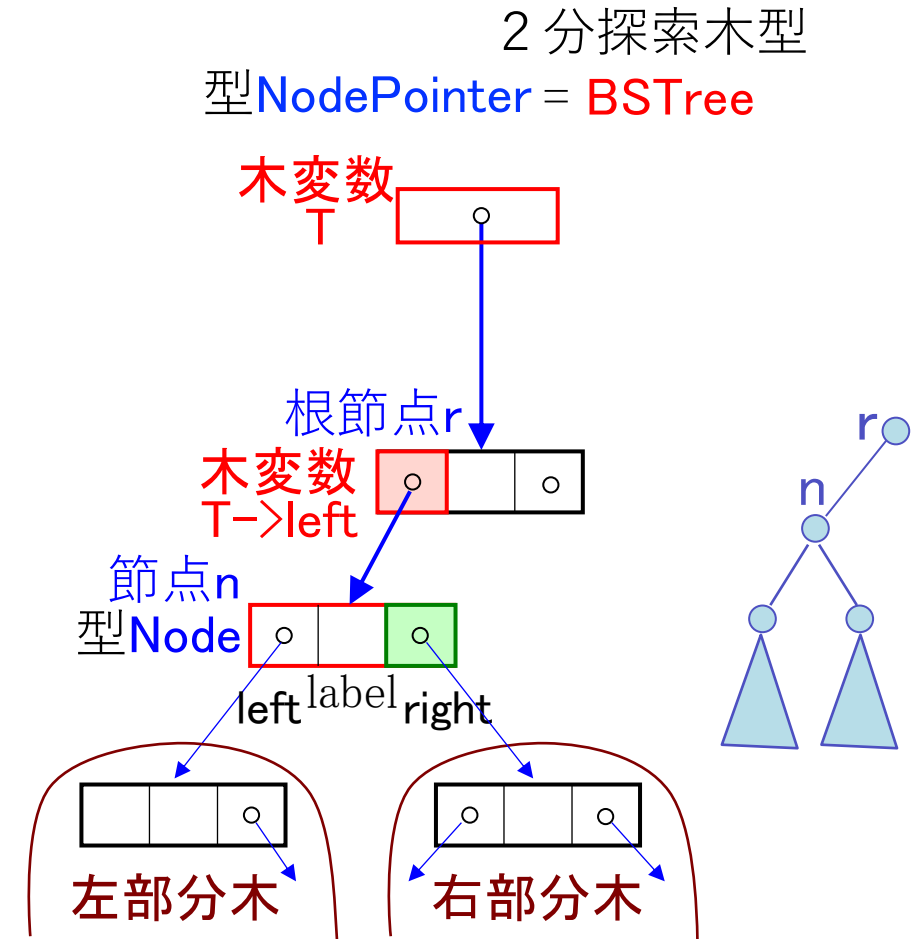 ２分探索木型
型NodePointer = BSTree
木変数
T
根節点r
木変数
T->left
r
n
節点n
型Node
left label right
左部分木
右部分木